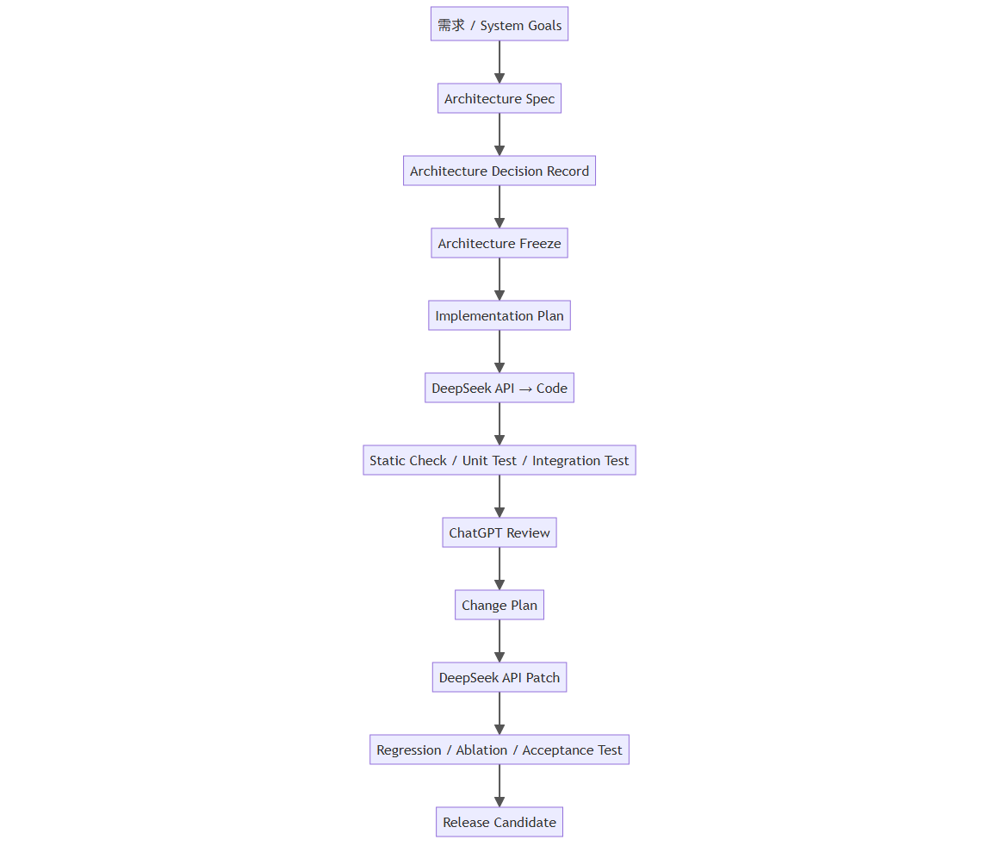 需求 / System Goals
Architecture Spec
Architecture Decision Record
Architecture Freeze
Implementation Plan
DeepSeek API → Code
Static Check / Unit Test / Integration Test
ChatGPT Review
Change Plan
DeepSeek API Patch
Regression / Ablation / Acceptance Test
Release Candidate